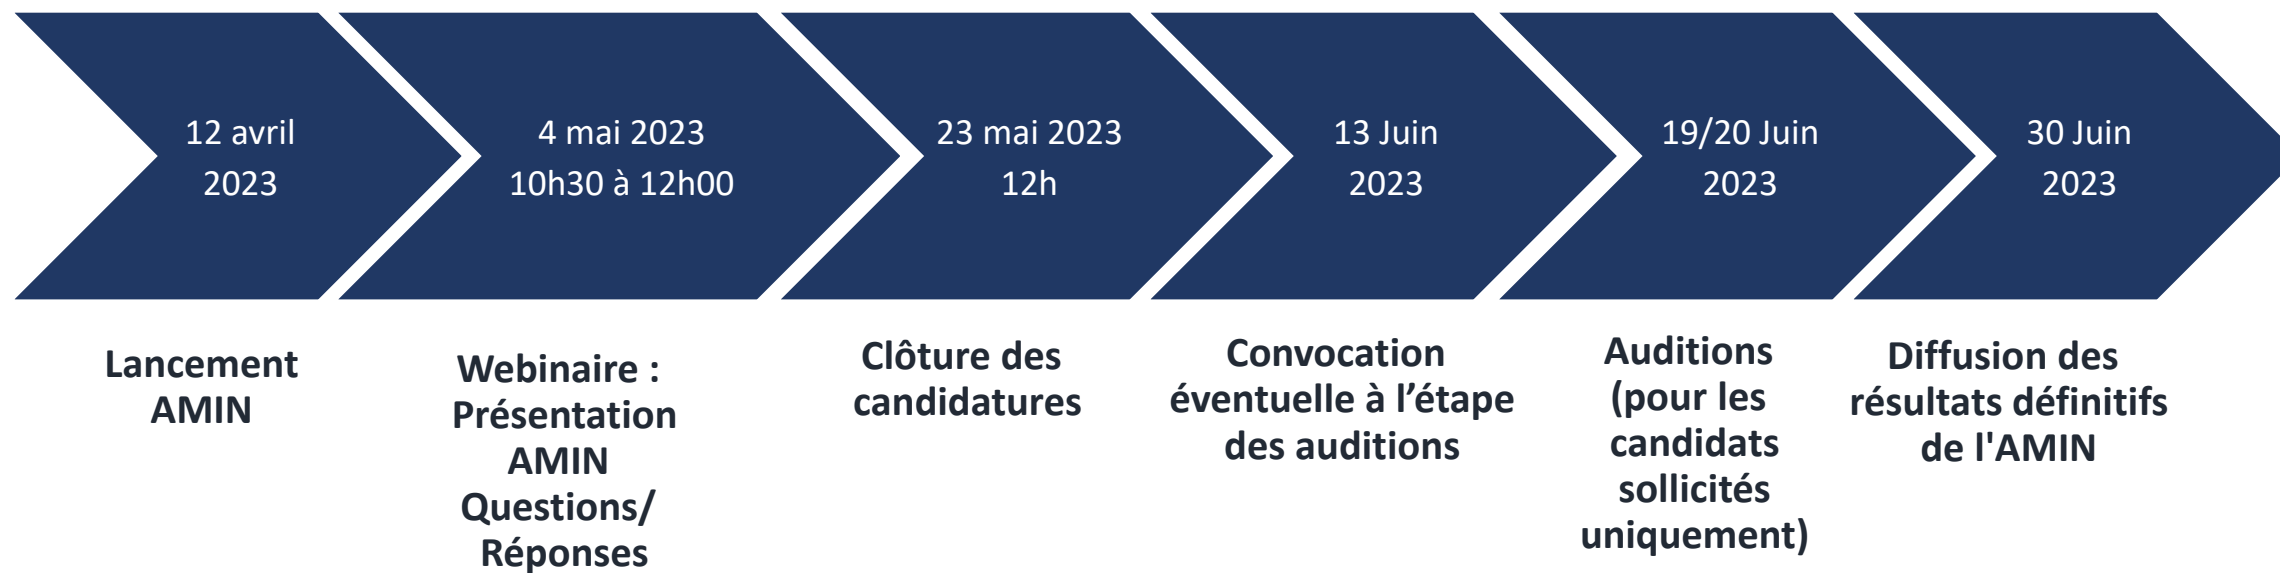 12 avril
2023
4 mai 2023
10h30 à 12h00
23 mai 2023
12h
13 Juin
2023
19/20 Juin
2023
30 Juin
2023
Lancement
AMIN
Webinaire :
Présentation
AMIN
Questions/
Réponses
Clôture des
candidatures
Convocation
éventuelle à l’étape
des auditions
Auditions
(pour les
candidats
sollicités
uniquement)
Diffusion des
résultats définitifs
de l'AMIN